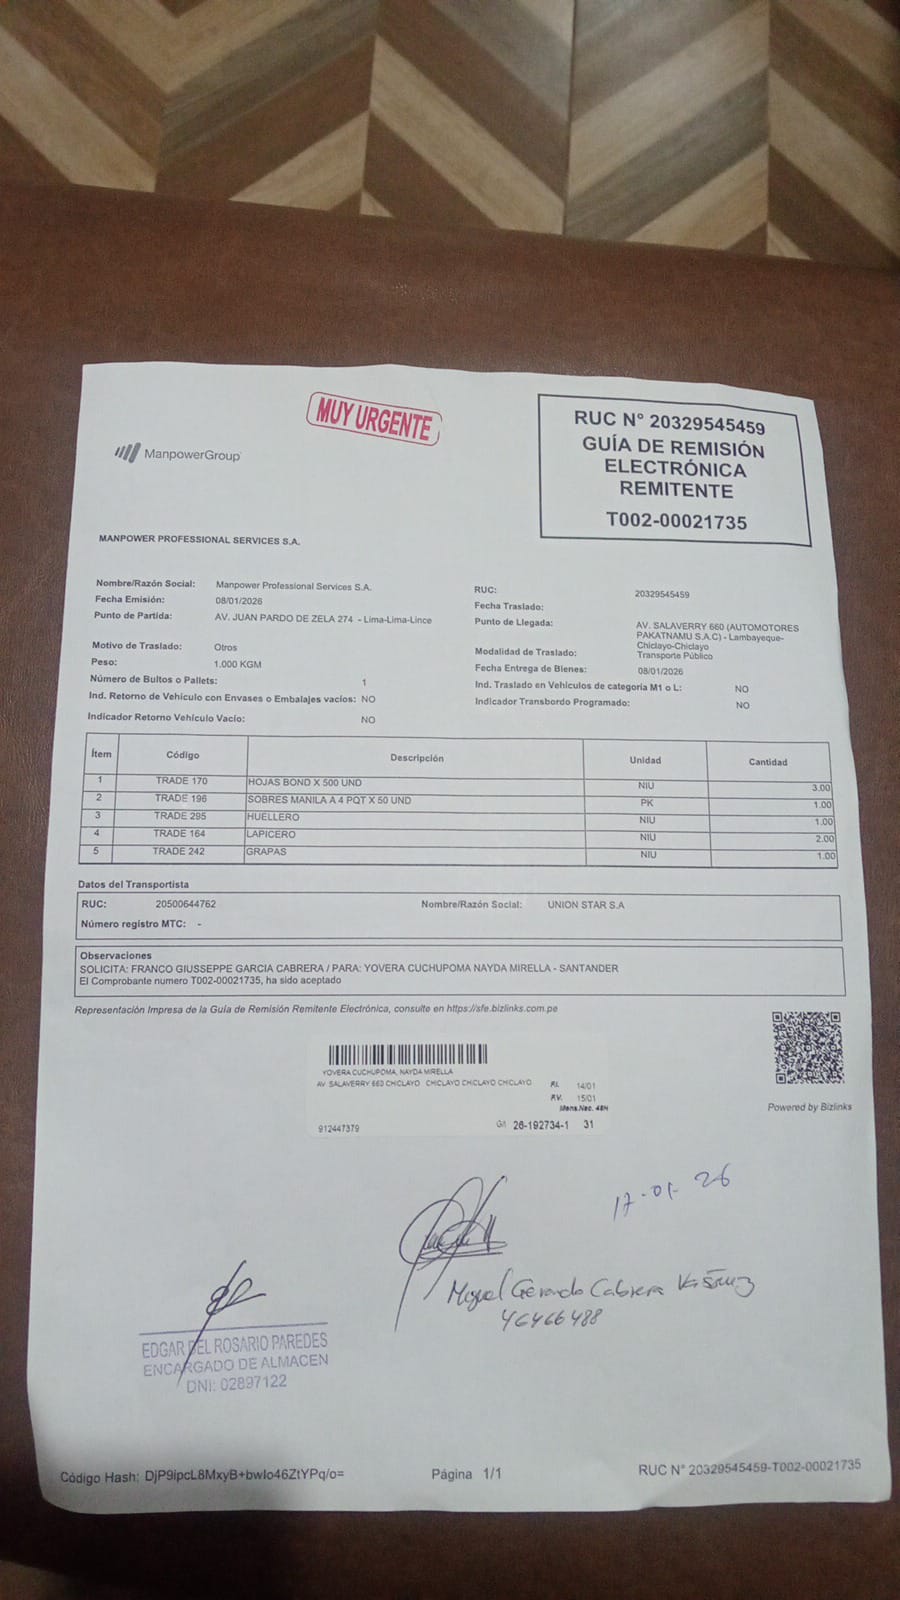 MUY URGENTE
ManpowerGroup
RUC N° 20329545459
GUÍA DE REMISIÓN
ELECTRÓNICA
REMITENTE
T002-00021735
MANPOWER PROFESSIONAL SERVICES S.A.
Nombre/Razón Social: Manpower Professional Services S.A.
Fecha Emisión: 08/01/2026
Punto de Partida: AV. JUAN PARDO DE ZELA 274 - Lima-Lima-Lince
Motivo de Traslado: Otros
Peso: 1.000 KGM
Número de Bultos o Pallets: 1
Ind. Retorno de Vehículo con Envases o Embalajes vacíos: NO
Indicador Retorno Vehículo Vacío: NO
RUC: 20329545459
Fecha Traslado:
Punto de Llegada: AV. SALAVERRY 660 (AUTOMOTORES
PAKATNAMU S.A.C) - Lambayeque-
Chiclayo-Chiclayo
Modalidad de Traslado: Transporte Público
Fecha Entrega de Bienes: 08/01/2026
Ind. Traslado en Vehículos de categoría M1 o L: NO
Indicador Transbordo Programado: NO
Ítem Código Descripción Unidad Cantidad
1 TRADE 170 HOJAS BOND X 500 UND NIU 3.00
2 TRADE 196 SOBRES MANILA A 4 PQT X 50 UND PK 1.00
3 TRADE 295 HUELLERO NIU 1.00
4 TRADE 164 LAPICERO NIU 2.00
5 TRADE 242 GRAPAS NIU 1.00
Datos del Transportista
RUC: 20500644762 Nombre/Razón Social: UNION STAR S.A
Número registro MTC: -
Observaciones
SOLICITA: FRANCO GIUSSEPPE GARCIA CABRERA / PARA: YOVERA CUCHUPOMA NAYDA MIRELLA - SANTANDER
El Comprobante numero T002-00021735, ha sido aceptado
Representación Impresa de la Guía de Remisión Remitente Electrónica, consulte en https://sfe.bizlinks.com.pe
YOVERA CUCHUPOMA, NAYDA MIRELLA
AV SALAVERRY 660 CHICLAYO CHICLAYO CHICLAYO CHICLAYO
RI. 14/01
RV. 15/01
Mens.Nac. 48H
912447379
G/I 26-192734-1 31
Powered by Bizlinks
17-01-26
Miguel Gerardo Cabrera
46466488
EDGAR DEL ROSARIO PAREDES
ENCARGADO DE ALMACEN
DNI: 02897122
Código Hash: DjP9ipcL8MxyB+bwIo46ZtYPq/o=
Página 1/1
RUC N° 20329545459-T002-00021735